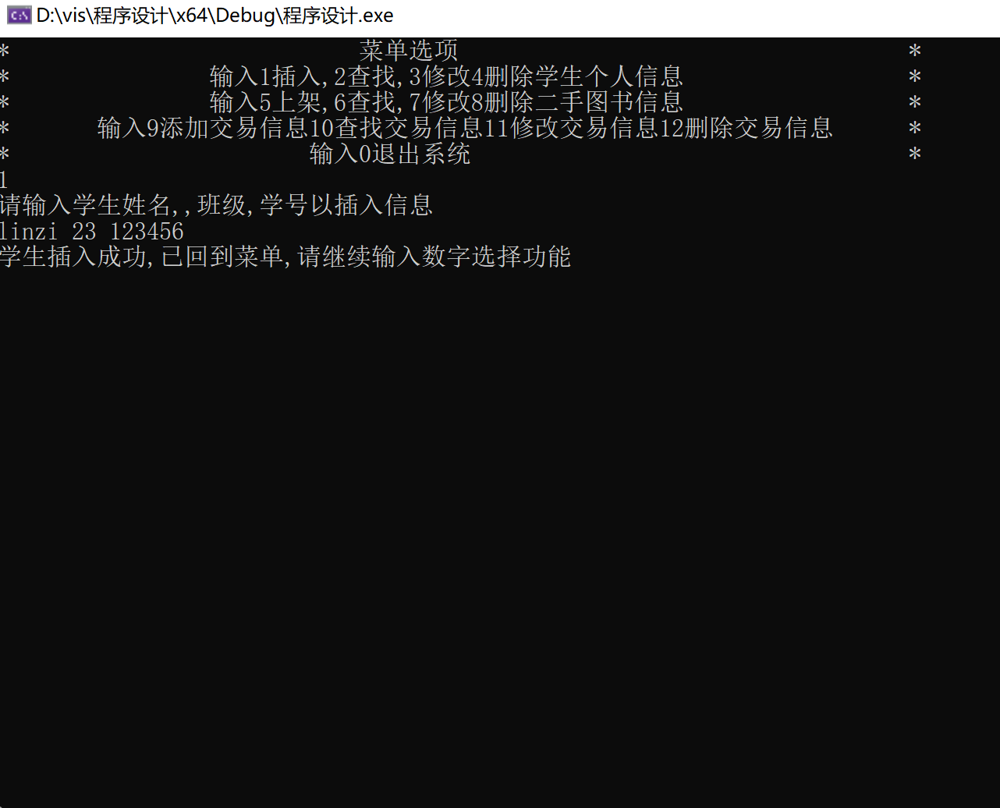 D:\vis\程序设计\x64\Debug\程序设计.exe
* 菜单选项 *
* 输入1插入,2查找,3修改4删除学生个人信息 *
* 输入5上架,6查找,7修改8删除二手图书信息 *
* 输入9添加交易信息10查找交易信息11修改交易信息12删除交易信息 *
* 输入0退出系统 *
1
请输入学生姓名,,班级,学号以插入信息
linzi 23 123456
学生插入成功,已回到菜单,请继续输入数字选择功能